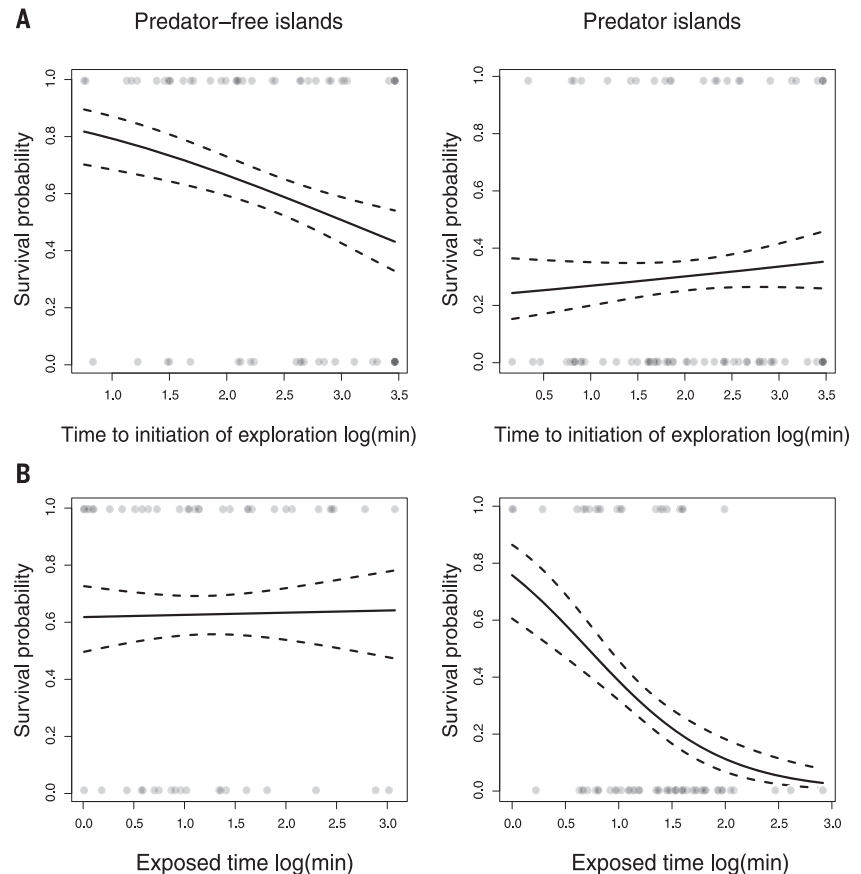 A
Predator–free islands
Predator islands
Survival probability
0.0 0.2 0.4 0.6 0.8 1.0
1.0 1.5 2.0 2.5 3.0 3.5
Time to initiation of exploration log(min)
Survival probability
0.0 0.2 0.4 0.6 0.8 1.0
0.5 1.0 1.5 2.0 2.5 3.0 3.5
Time to initiation of exploration log(min)
B
Survival probability
0.0 0.2 0.4 0.6 0.8 1.0
0.0 0.5 1.0 1.5 2.0 2.5 3.0
Exposed time log(min)
Survival probability
0.0 0.2 0.4 0.6 0.8 1.0
0.0 0.5 1.0 1.5 2.0 2.5 3.0
Exposed time log(min)